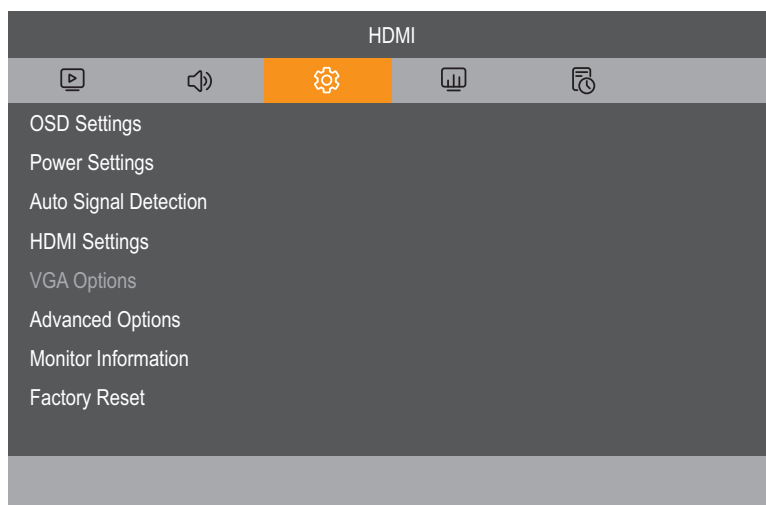 HDMI
OSD Settings
Power Settings
Auto Signal Detection
HDMI Settings
VGA Options
Advanced Options
Monitor Information
Factory Reset